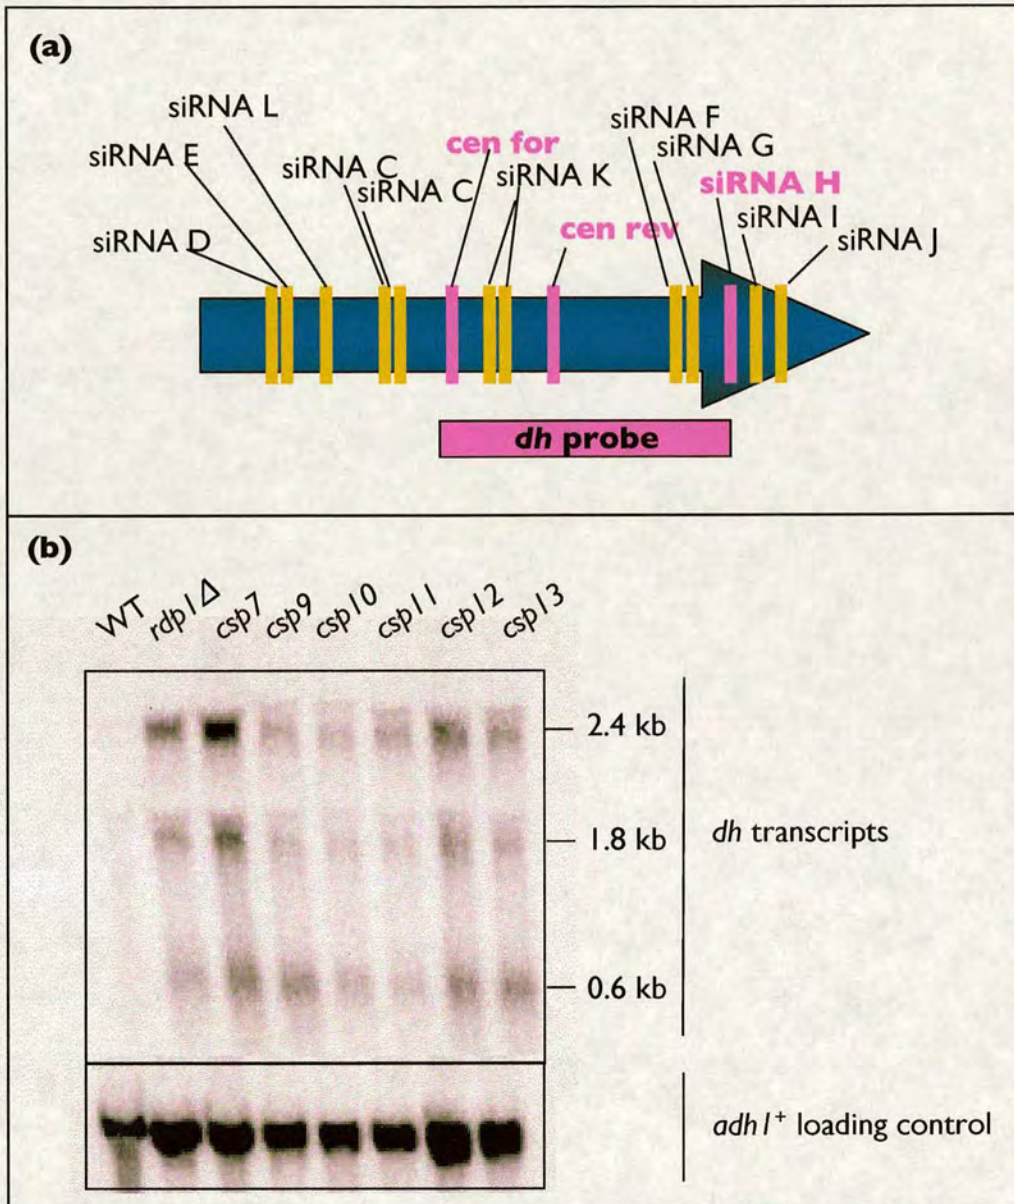 (a)
siRNA L
siRNA E
siRNA D
siRNA C
siRNA C
cen for
siRNA K
cen rev
siRNA F
siRNA G
siRNA H
siRNA I
siRNA J
dh probe
(b)
WT rdp1Δ csp7 csp9 csp10 csp11 csp12 csp13
2.4 kb
1.8 kb
0.6 kb
dh transcripts
adh1+ loading control